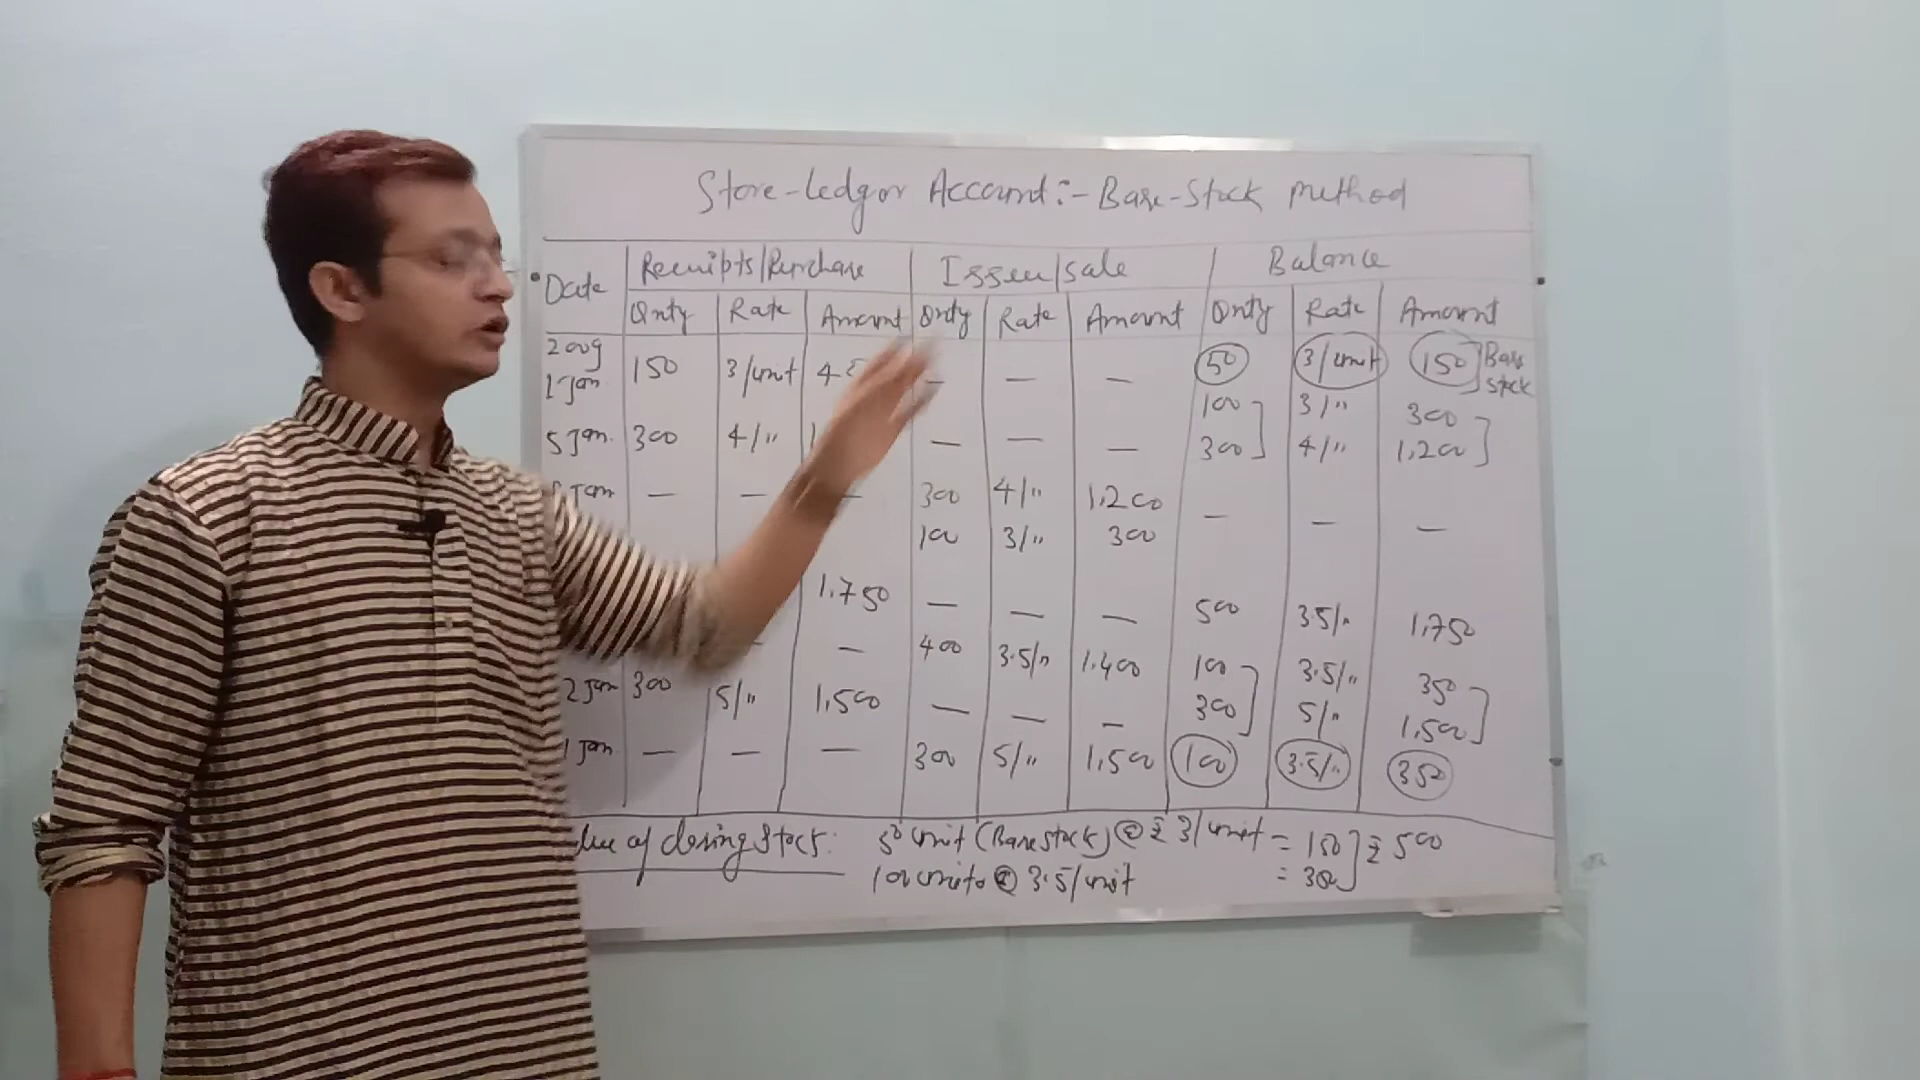 Store-Ledger Account:- Base-Stock Method
Date Receipts/Purchase Issue/Sale Balance
Qnty Rate Amount Qnty Rate Amount Qnty Rate Amount
2009
1 Jan 150 3/unit — — — 50 3/unit 150 ] Base Stock
100 3/" 300
5 Jan. 300 4/" — — — 300 4/" 1,200
Jan — — — 300 4/" 1,200 — — —
100 3/" 300
1,750 — — — 500 3.5/" 1,750
— — 400 3.5/" 1,400 100 3.5/" 350
2 Jan 300 5/" 1,500 — — — 300 5/" 1,500
1 Jan. — — — 300 5/" 1,500 100 3.5/" 350
of closing stock: 50 unit (Base stock) @ ₹ 3/unit = 150 ] ₹ 500
100 units @ 3.5/unit =